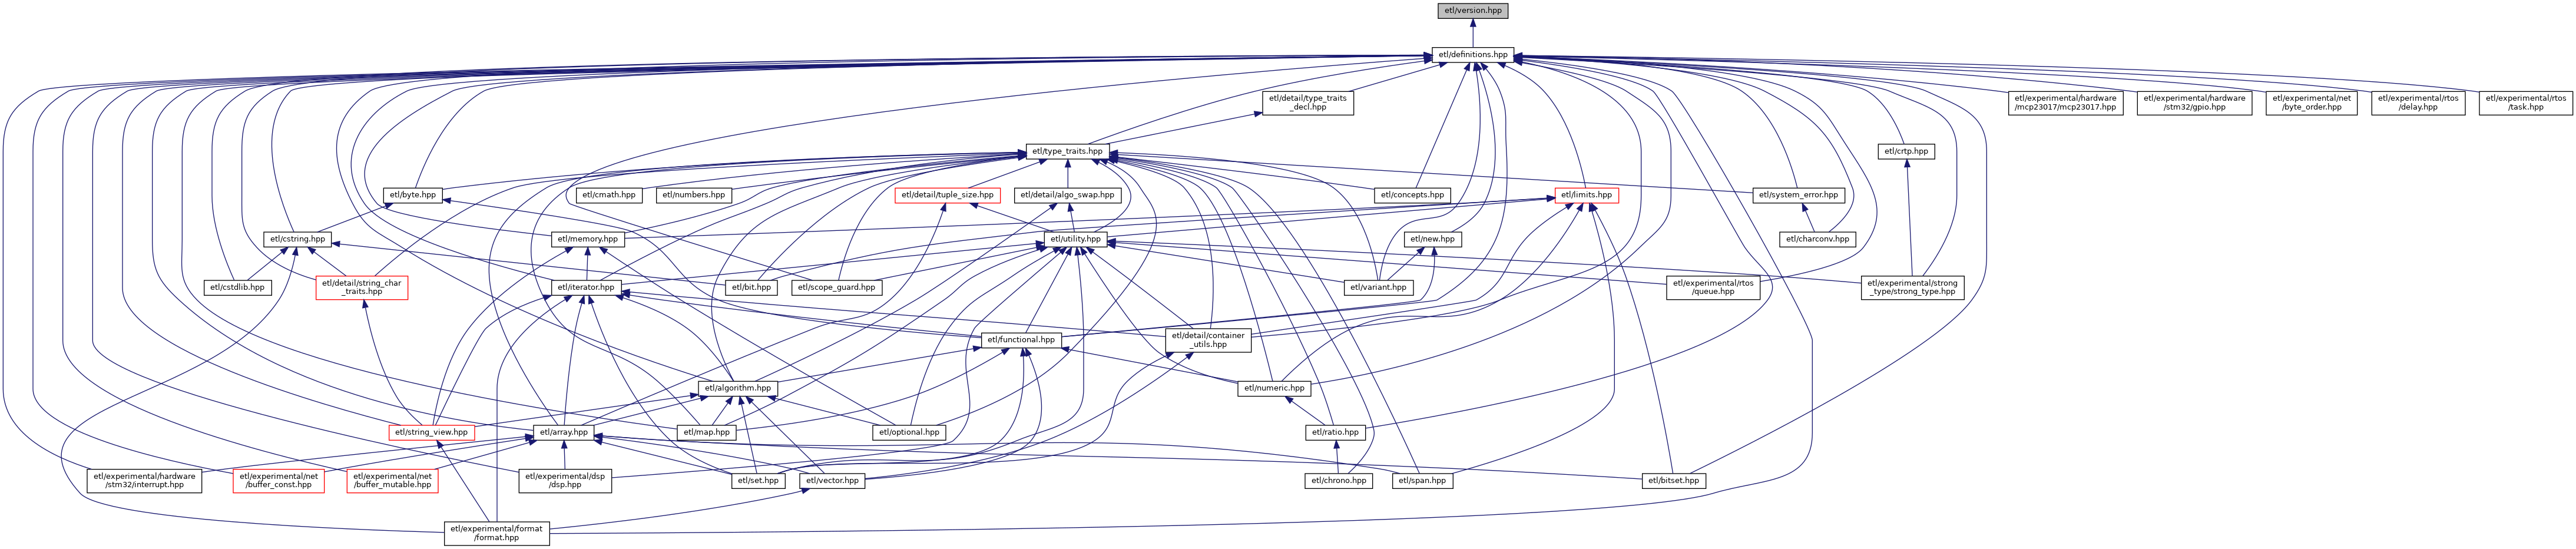 etl/version.hpp
etl/definitions.hpp
etl/detail/type_traits
_decl.hpp
etl/experimental/hardware
/mcp23017/mcp23017.hpp
etl/experimental/hardware
/stm32/gpio.hpp
etl/experimental/net
/byte_order.hpp
etl/experimental/rtos
/delay.hpp
etl/experimental/rtos
/task.hpp
etl/type_traits.hpp
etl/crtp.hpp
etl/byte.hpp
etl/cmath.hpp
etl/numbers.hpp
etl/detail/tuple_size.hpp
etl/detail/algo_swap.hpp
etl/concepts.hpp
etl/limits.hpp
etl/system_error.hpp
etl/cstring.hpp
etl/memory.hpp
etl/utility.hpp
etl/new.hpp
etl/charconv.hpp
etl/cstdlib.hpp
etl/detail/string_char
_traits.hpp
etl/iterator.hpp
etl/bit.hpp
etl/scope_guard.hpp
etl/variant.hpp
etl/experimental/rtos
/queue.hpp
etl/experimental/strong
_type/strong_type.hpp
etl/functional.hpp
etl/detail/container
_utils.hpp
etl/algorithm.hpp
etl/numeric.hpp
etl/string_view.hpp
etl/array.hpp
etl/map.hpp
etl/optional.hpp
etl/ratio.hpp
etl/experimental/hardware
/stm32/interrupt.hpp
etl/experimental/net
/buffer_const.hpp
etl/experimental/net
/buffer_mutable.hpp
etl/experimental/dsp
/dsp.hpp
etl/set.hpp
etl/vector.hpp
etl/chrono.hpp
etl/span.hpp
etl/bitset.hpp
etl/experimental/format
/format.hpp